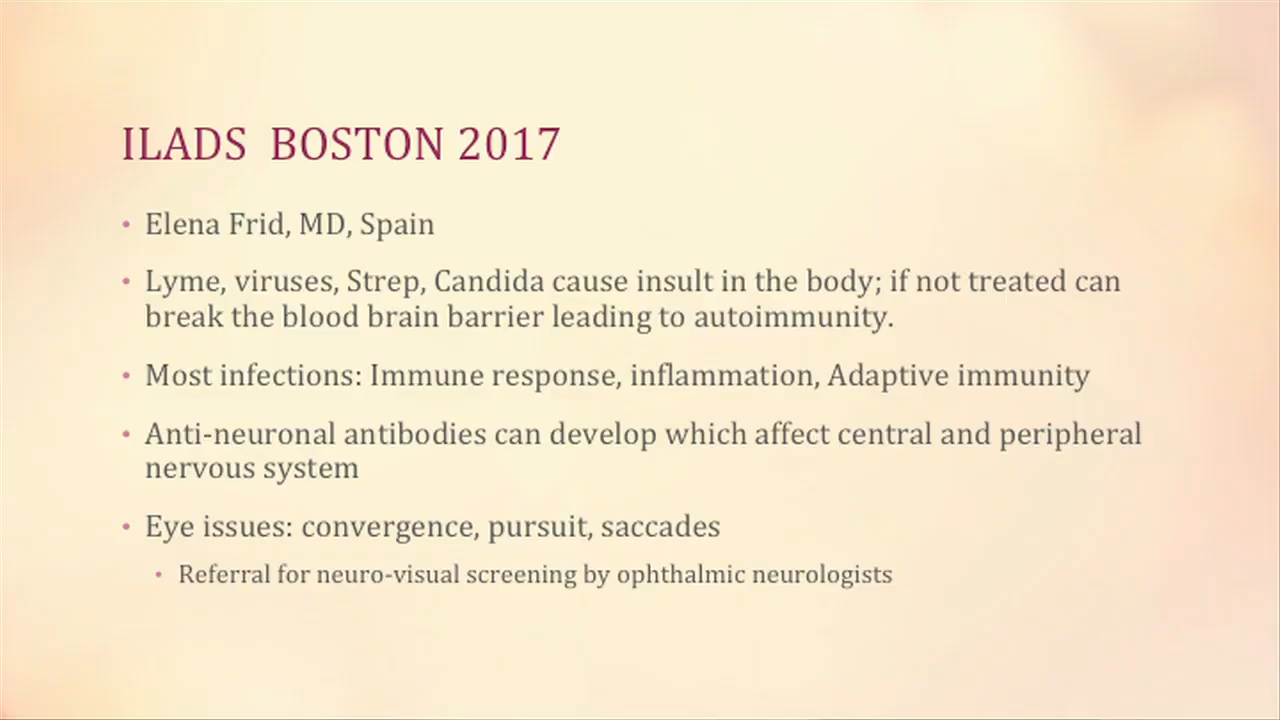 ILADS BOSTON 2017
• Elena Frid, MD, Spain
• Lyme, viruses, Strep, Candida cause insult in the body; if not treated can
break the blood brain barrier leading to autoimmunity.
• Most infections: Immune response, inflammation, Adaptive immunity
• Anti-neuronal antibodies can develop which affect central and peripheral
nervous system
• Eye issues: convergence, pursuit, saccades
• Referral for neuro-visual screening by ophthalmic neurologists